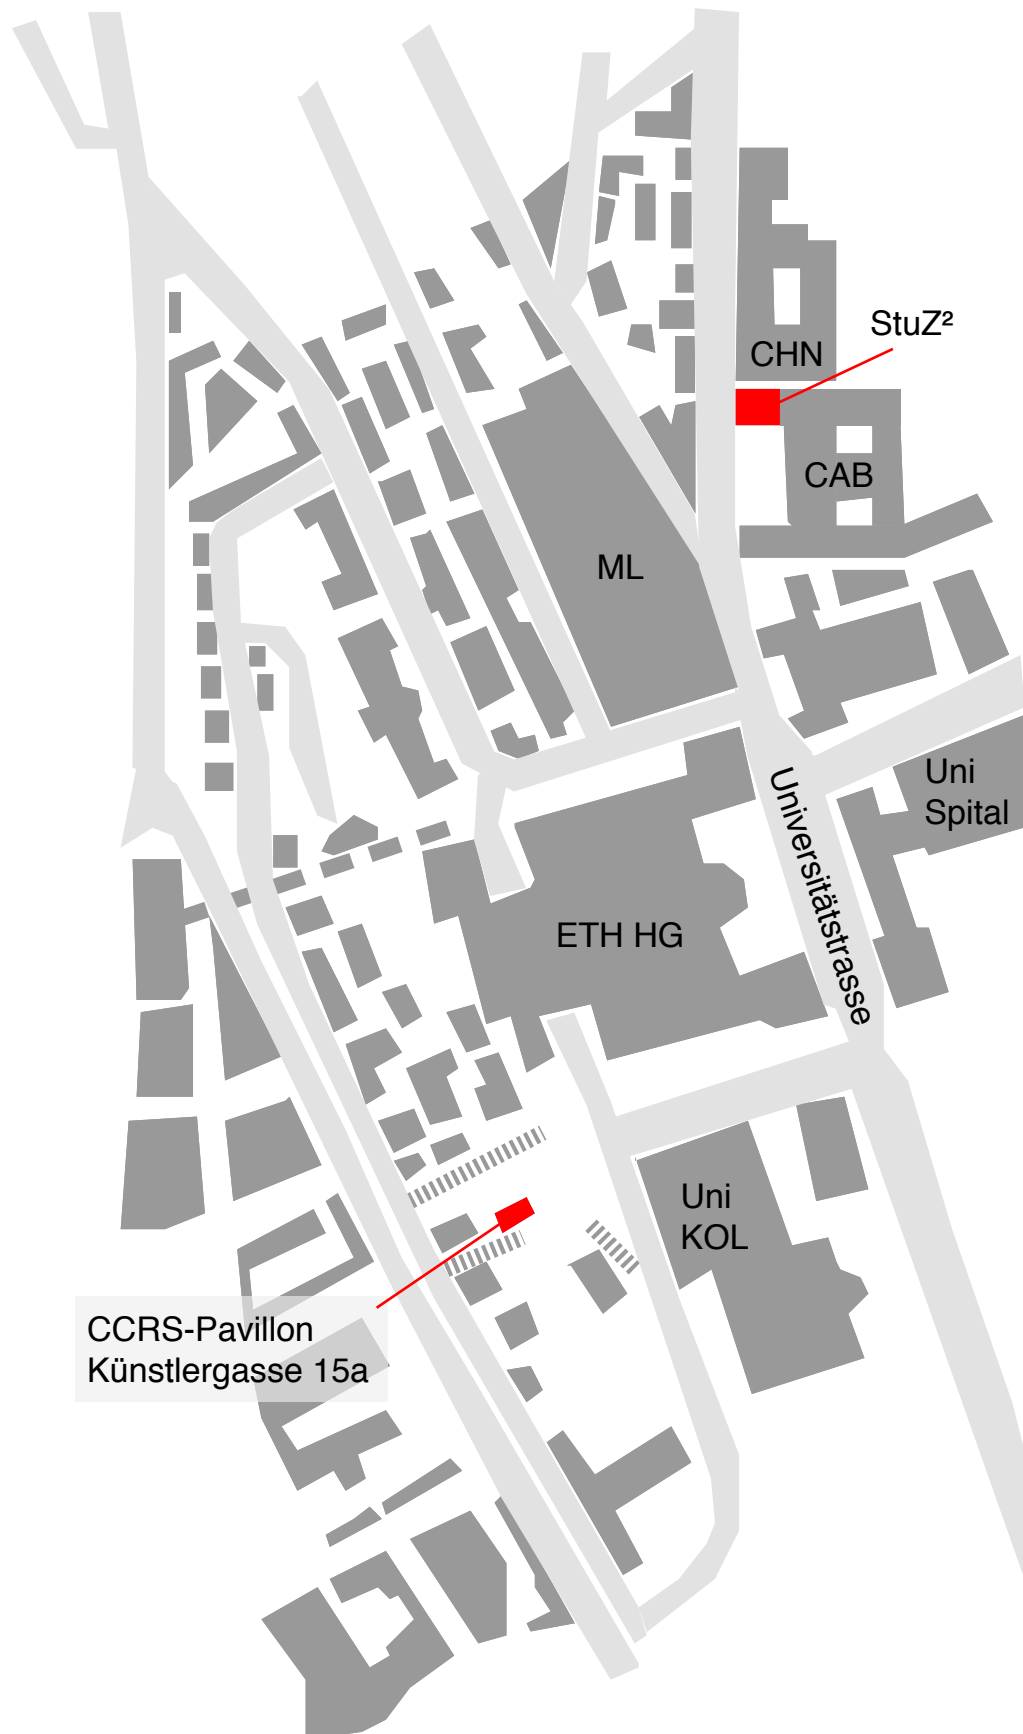 StuZ²
CHN
CAB
ML
Uni
Spital
Universitätstrasse
ETH HG
Uni
KOL
CCRS-Pavillon
Künstlergasse 15a